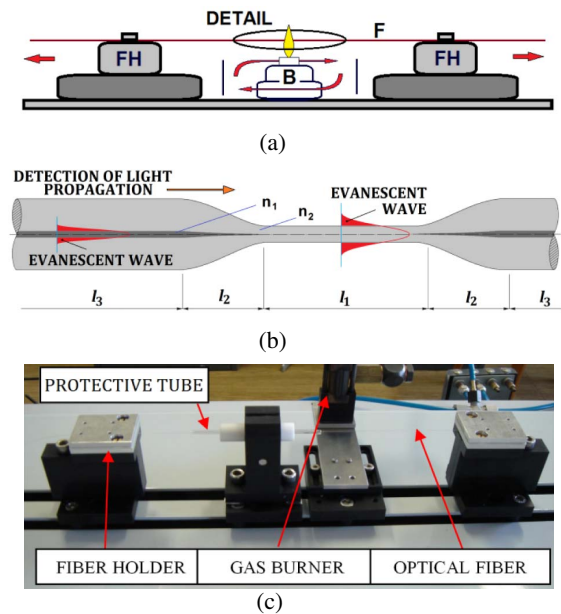 DETAIL
F
FH
B
FH
(a)
DETECTION OF LIGHT
PROPAGATION
n1
n2
EVANESCENT
WAVE
EVANESCENT WAVE
l3
l2
l1
l2
l3
(b)
PROTECTIVE TUBE
FIBER HOLDER
GAS BURNER
OPTICAL FIBER
(c)